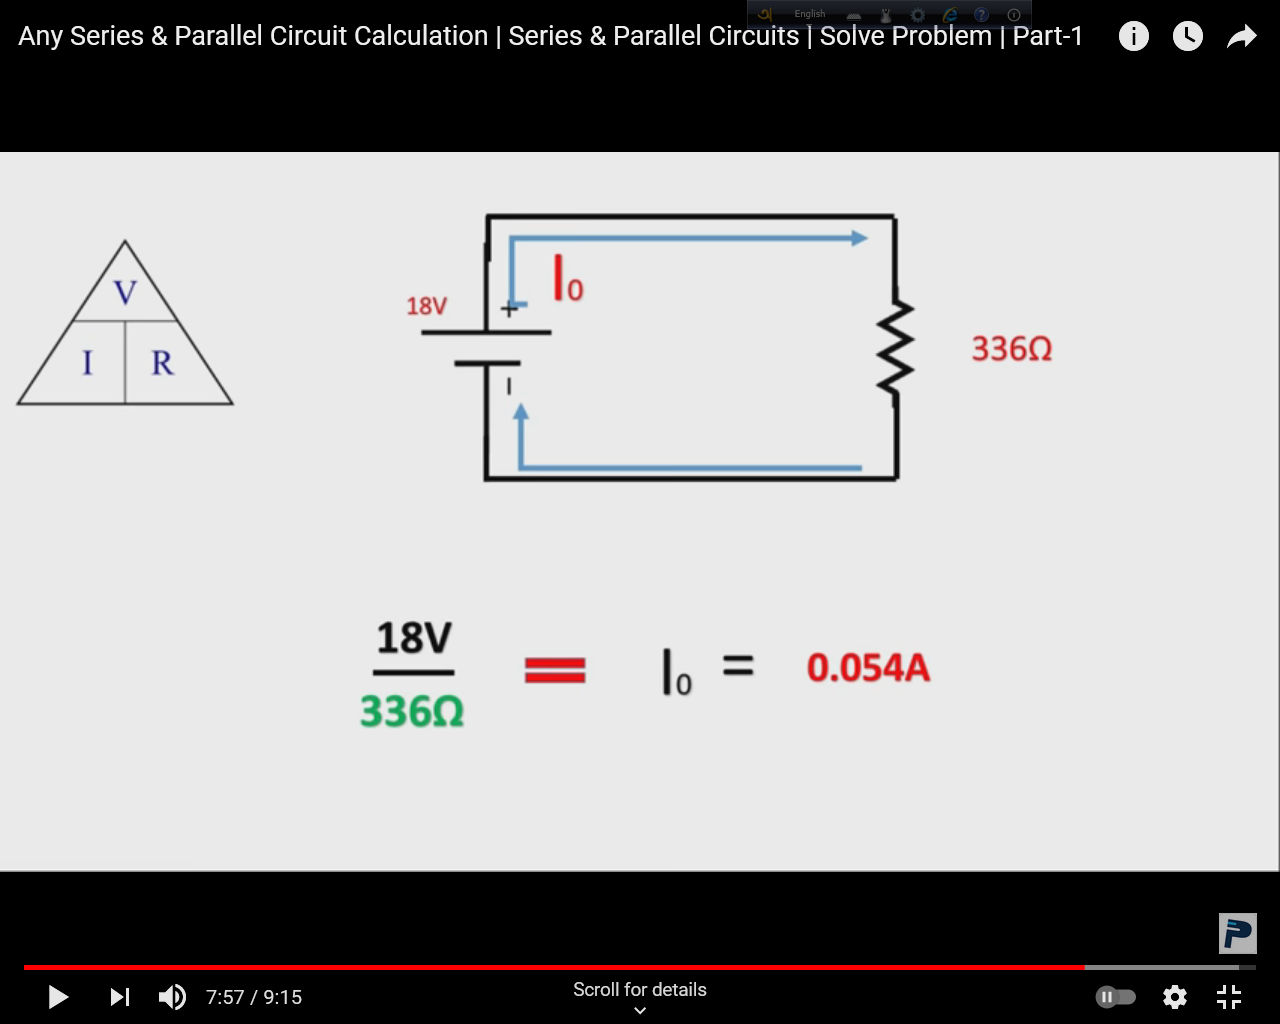 অ English
Any Series & Parallel Circuit Calculation | Series & Parallel Circuits | Solve Problem | Part-1
V
I R
18V
+
I0
–
336Ω
18V
336Ω
= I0 = 0.054A
P
7:57 / 9:15
Scroll for details